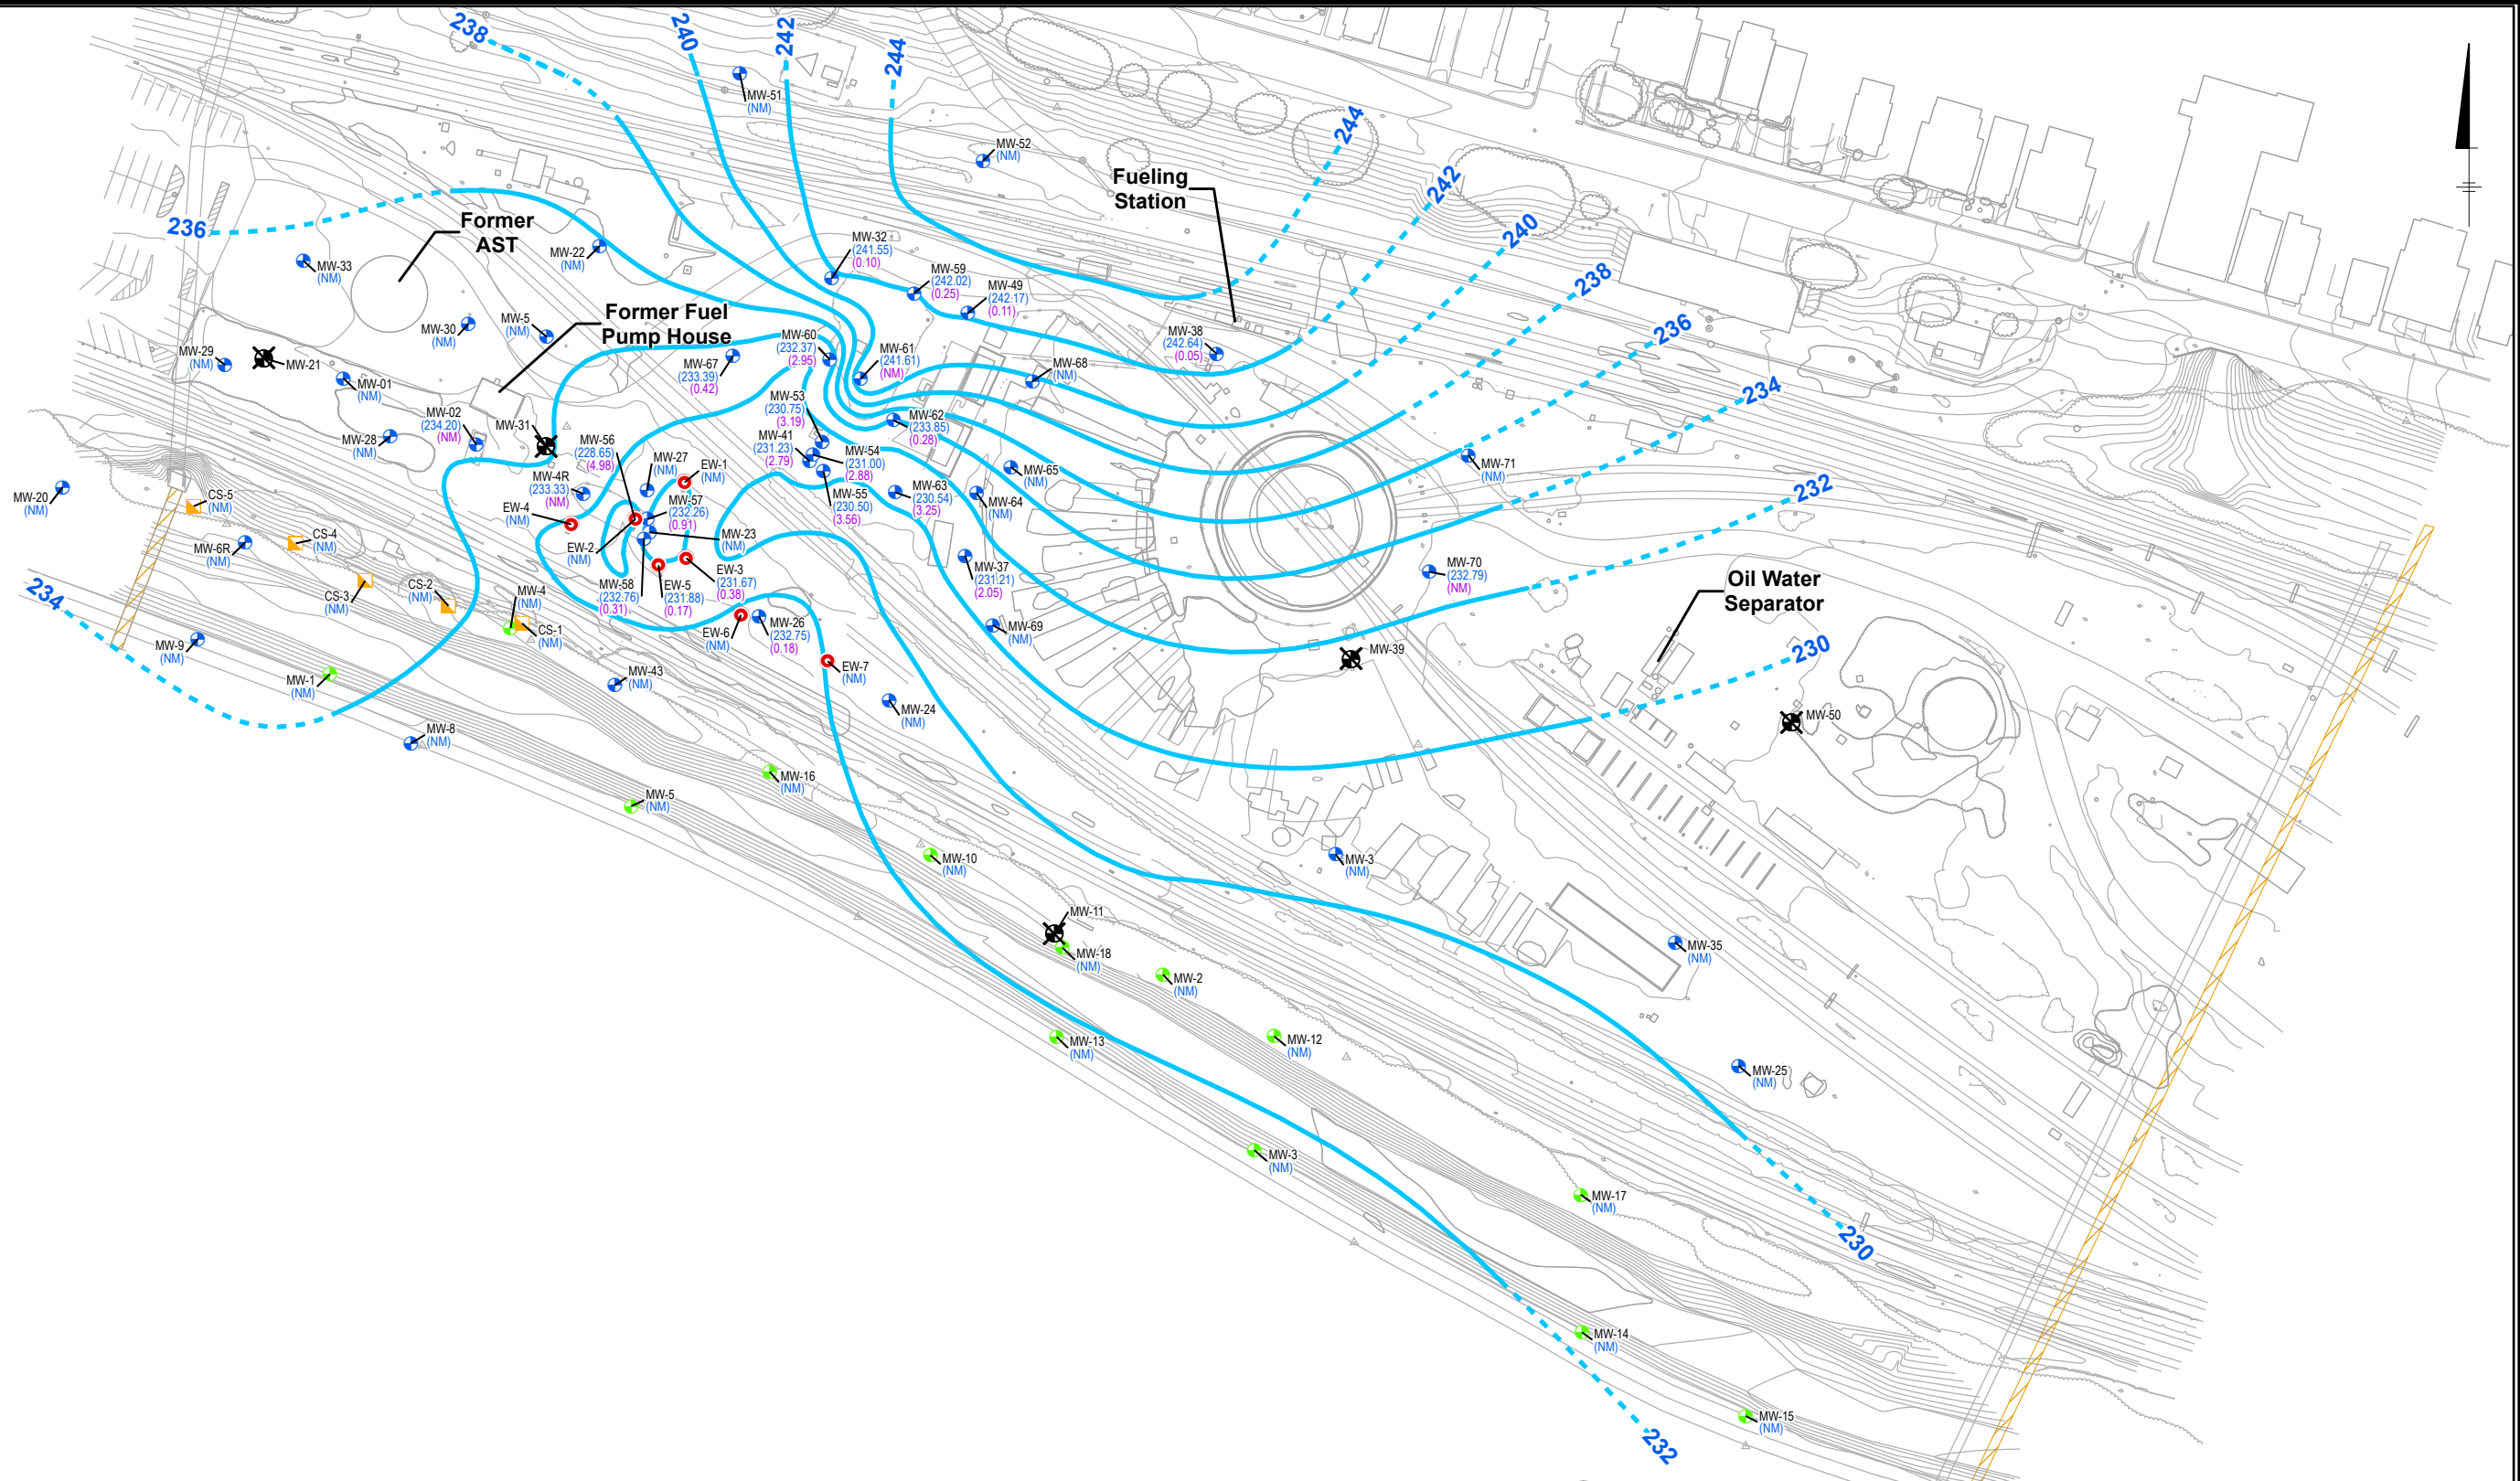 238
240
242
244
MW-51
(NM)
MW-52
(NM)
244
Fueling
Station
242
240
236
Former
AST
MW-22
(NM)
MW-33
(NM)
MW-32
(241.55)
(0.10)
MW-59
(242.02)
(0.25)
MW-49
(242.17)
(0.11)
238
236
MW-30
(NM)
MW-5
(NM)
Former Fuel
Pump House
MW-60
(232.37)
(2.95)
MW-61
(241.61)
(NM)
MW-38
(242.64)
(0.05)
MW-68
(NM)
MW-29
(NM)
MW-21
MW-01
(NM)
MW-67
(233.39)
(0.42)
234
MW-02
(234.20)
(NM)
MW-28
(NM)
MW-31
MW-56
(228.65)
(4.98)
MW-53
(230.75)
(3.19)
MW-41
(231.23)
(2.79)
MW-54
(231.00)
(2.88)
MW-62
(233.85)
(0.28)
MW-65
(NM)
MW-71
(NM)
MW-27
(NM)
EW-1
(NM)
MW-4R
(233.33)
(NM)
MW-55
(230.50)
(3.56)
MW-63
(230.54)
(3.25)
MW-64
(NM)
232
MW-20
(NM)
CS-5
(NM)
EW-4
(NM)
MW-57
(232.26)
(0.91)
MW-23
(NM)
MW-6R
(NM)
CS-4
(NM)
EW-2
(NM)
EW-3
(231.67)
(0.38)
MW-37
(231.21)
(2.05)
MW-70
(232.79)
(NM)
Oil Water
Separator
234
CS-3
(NM)
CS-2
(NM)
MW-4
(NM)
CS-1
(NM)
MW-58
(232.76)
(0.31)
EW-5
(231.88)
(0.17)
EW-6
(NM)
MW-26
(232.75)
(0.18)
MW-69
(NM)
MW-39
230
MW-9
(NM)
MW-1
(NM)
MW-43
(NM)
EW-7
(NM)
MW-24
(NM)
MW-50
MW-8
(NM)
MW-16
(NM)
MW-5
(NM)
MW-10
(NM)
MW-3
(NM)
MW-11
MW-18
(NM)
MW-2
(NM)
MW-35
(NM)
MW-13
(NM)
MW-12
(NM)
MW-25
(NM)
MW-3
(NM)
MW-17
(NM)
230
MW-14
(NM)
MW-15
(NM)
232